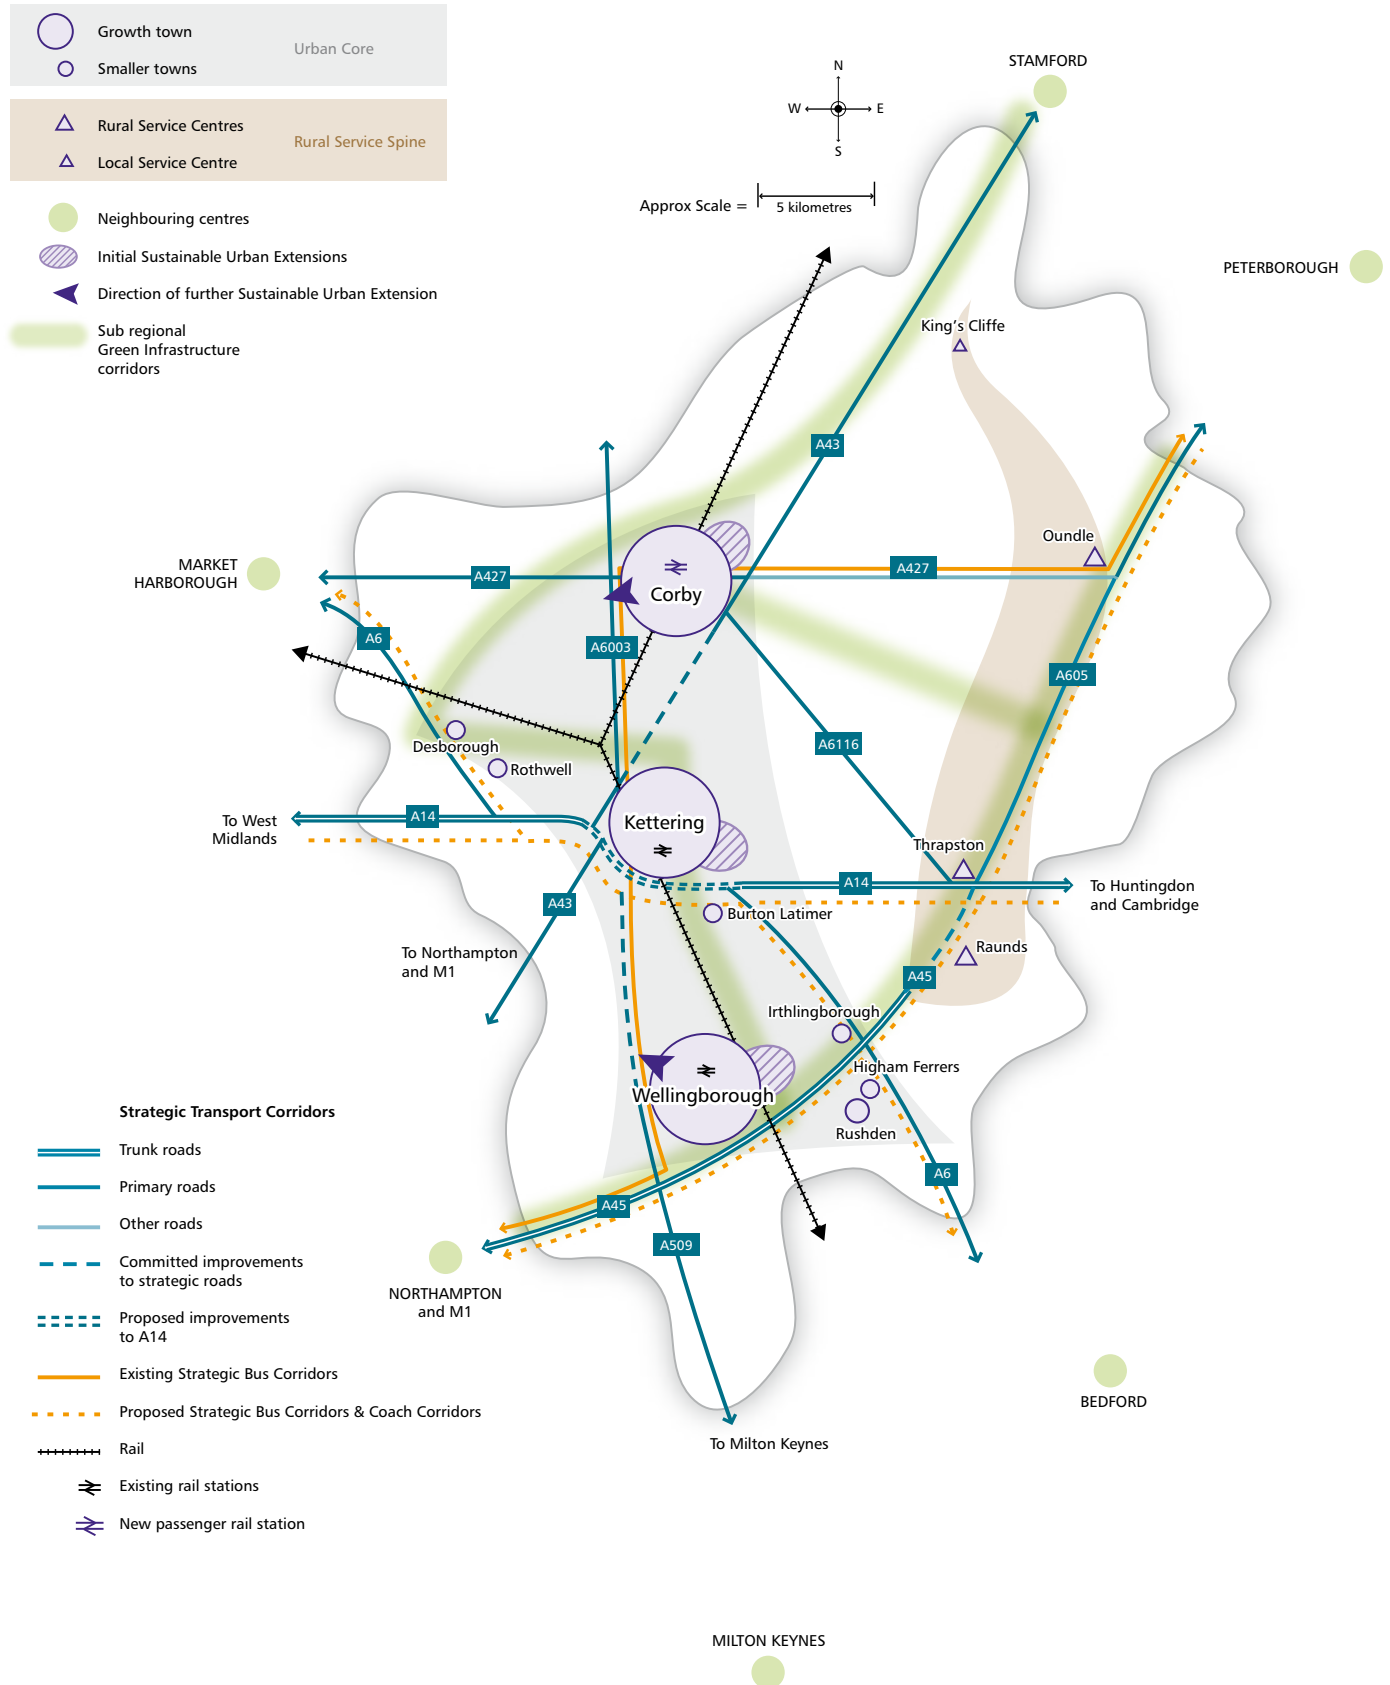 Growth town
Urban Core
Smaller towns
Rural Service Centres
Rural Service Spine
Local Service Centre
Neighbouring centres
Initial Sustainable Urban Extensions
Direction of further Sustainable Urban Extension
Sub regional
Green Infrastructure
corridors
N
W
E
S
Approx Scale =
5 kilometres
STAMFORD
PETERBOROUGH
King's Cliffe
A43
Oundle
MARKET
HARBOROUGH
A427
A427
Corby
A6
A6003
A605
Desborough
Rothwell
A6116
To West
Midlands
A14
Kettering
Thrapston
A14
To Huntingdon
and Cambridge
A43
Burton Latimer
To Northampton
and M1
Raunds
A45
Irthlingborough
Higham Ferrers
Wellingborough
Rushden
A6
A45
A509
NORTHAMPTON
and M1
BEDFORD
To Milton Keynes
MILTON KEYNES
Strategic Transport Corridors
Trunk roads
Primary roads
Other roads
Committed improvements
to strategic roads
Proposed improvements
to A14
Existing Strategic Bus Corridors
Proposed Strategic Bus Corridors & Coach Corridors
Rail
Existing rail stations
New passenger rail station